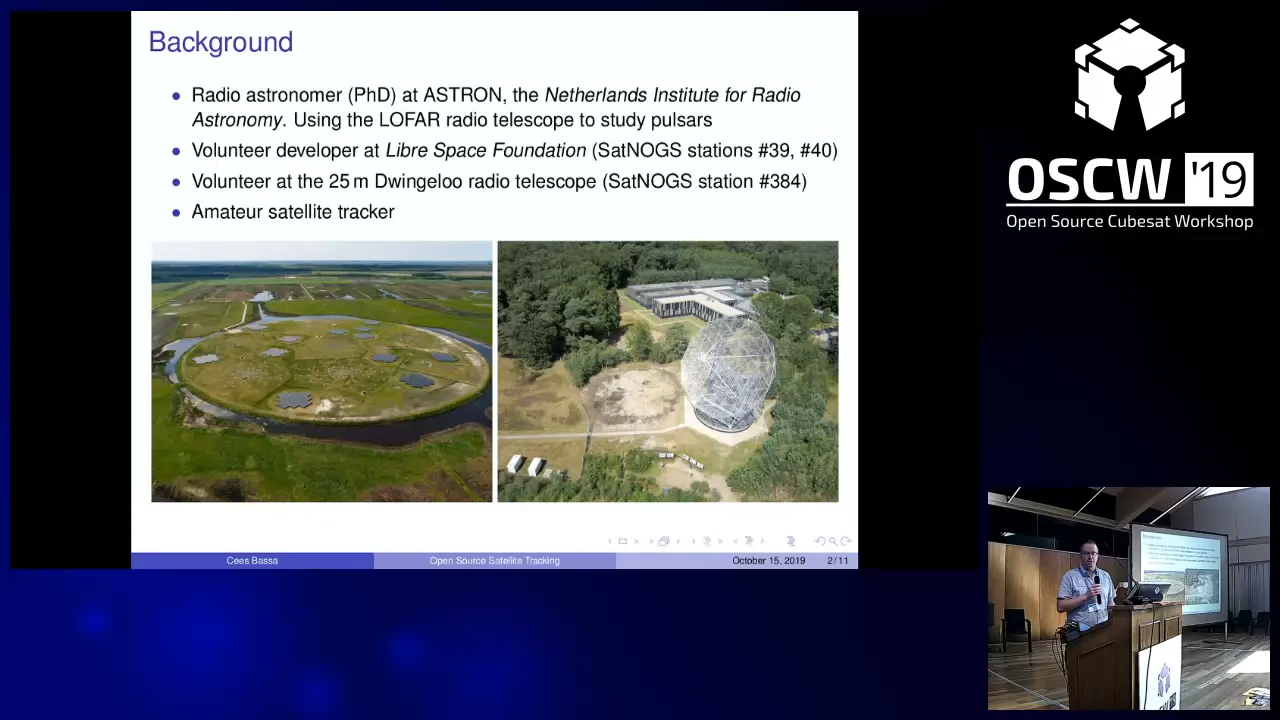 Background
• Radio astronomer (PhD) at ASTRON, the Netherlands Institute for Radio
Astronomy. Using the LOFAR radio telescope to study pulsars
• Volunteer developer at Libre Space Foundation (SatNOGS stations #39, #40)
• Volunteer at the 25 m Dwingeloo radio telescope (SatNOGS station #384)
• Amateur satellite tracker
Cees Bassa
Open Source Satellite Tracking
October 15, 2019
2 / 11
OSCW '19
Open Source Cubesat Workshop